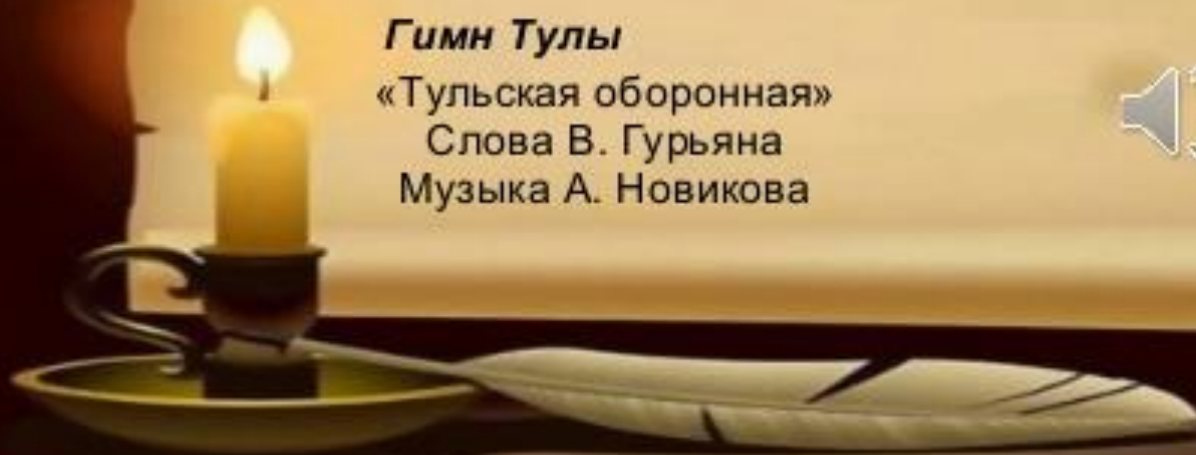 Гимн Тулы
«Тульская оборонная»
Слова В. Гурьяна
Музыка А. Новикова